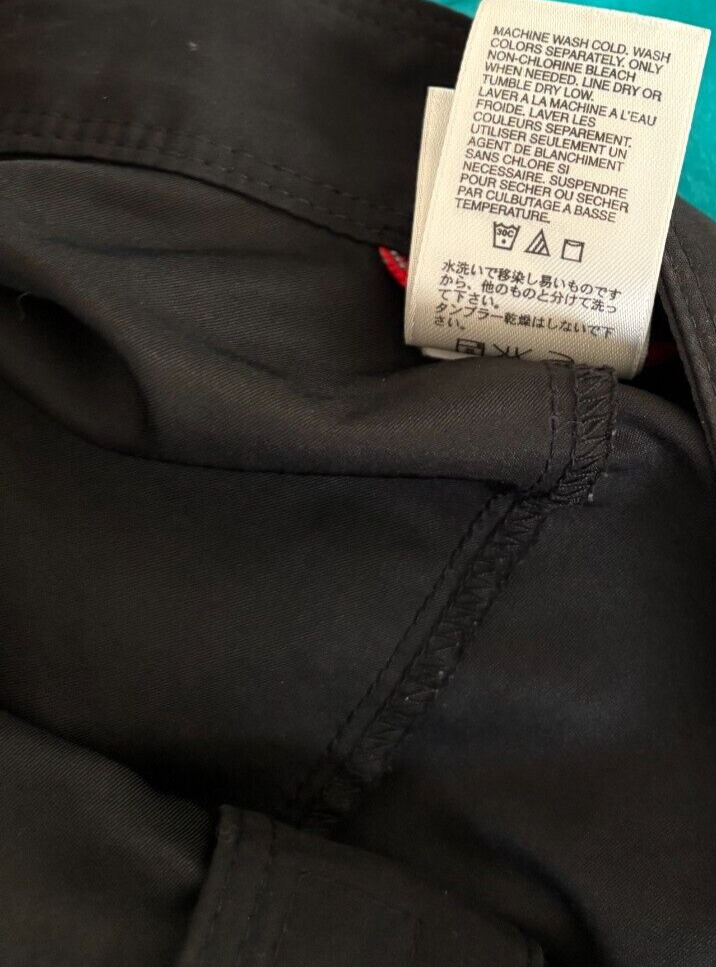 MACHINE WASH COLD. WASH
COLORS SEPARATELY. ONLY
NON-CHLORINE BLEACH
WHEN NEEDED. LINE DRY OR
TUMBLE DRY LOW.
LAVER A LA MACHINE A L'EAU
FROIDE. LAVER LES
COULEURS SEPAREMENT.
UTILISER SEULEMENT UN
AGENT DE BLANCHIMENT
SANS CHLORE SI
NECESSAIRE. SUSPENDRE
POUR SECHER OU SECHER
PAR CULBUTAGE A BASSE
TEMPERATURE.
30C
水洗いで移染し易いものです
から、他のものと分けて洗っ
て下さい。
タンブラー乾燥はしないで下
さい。